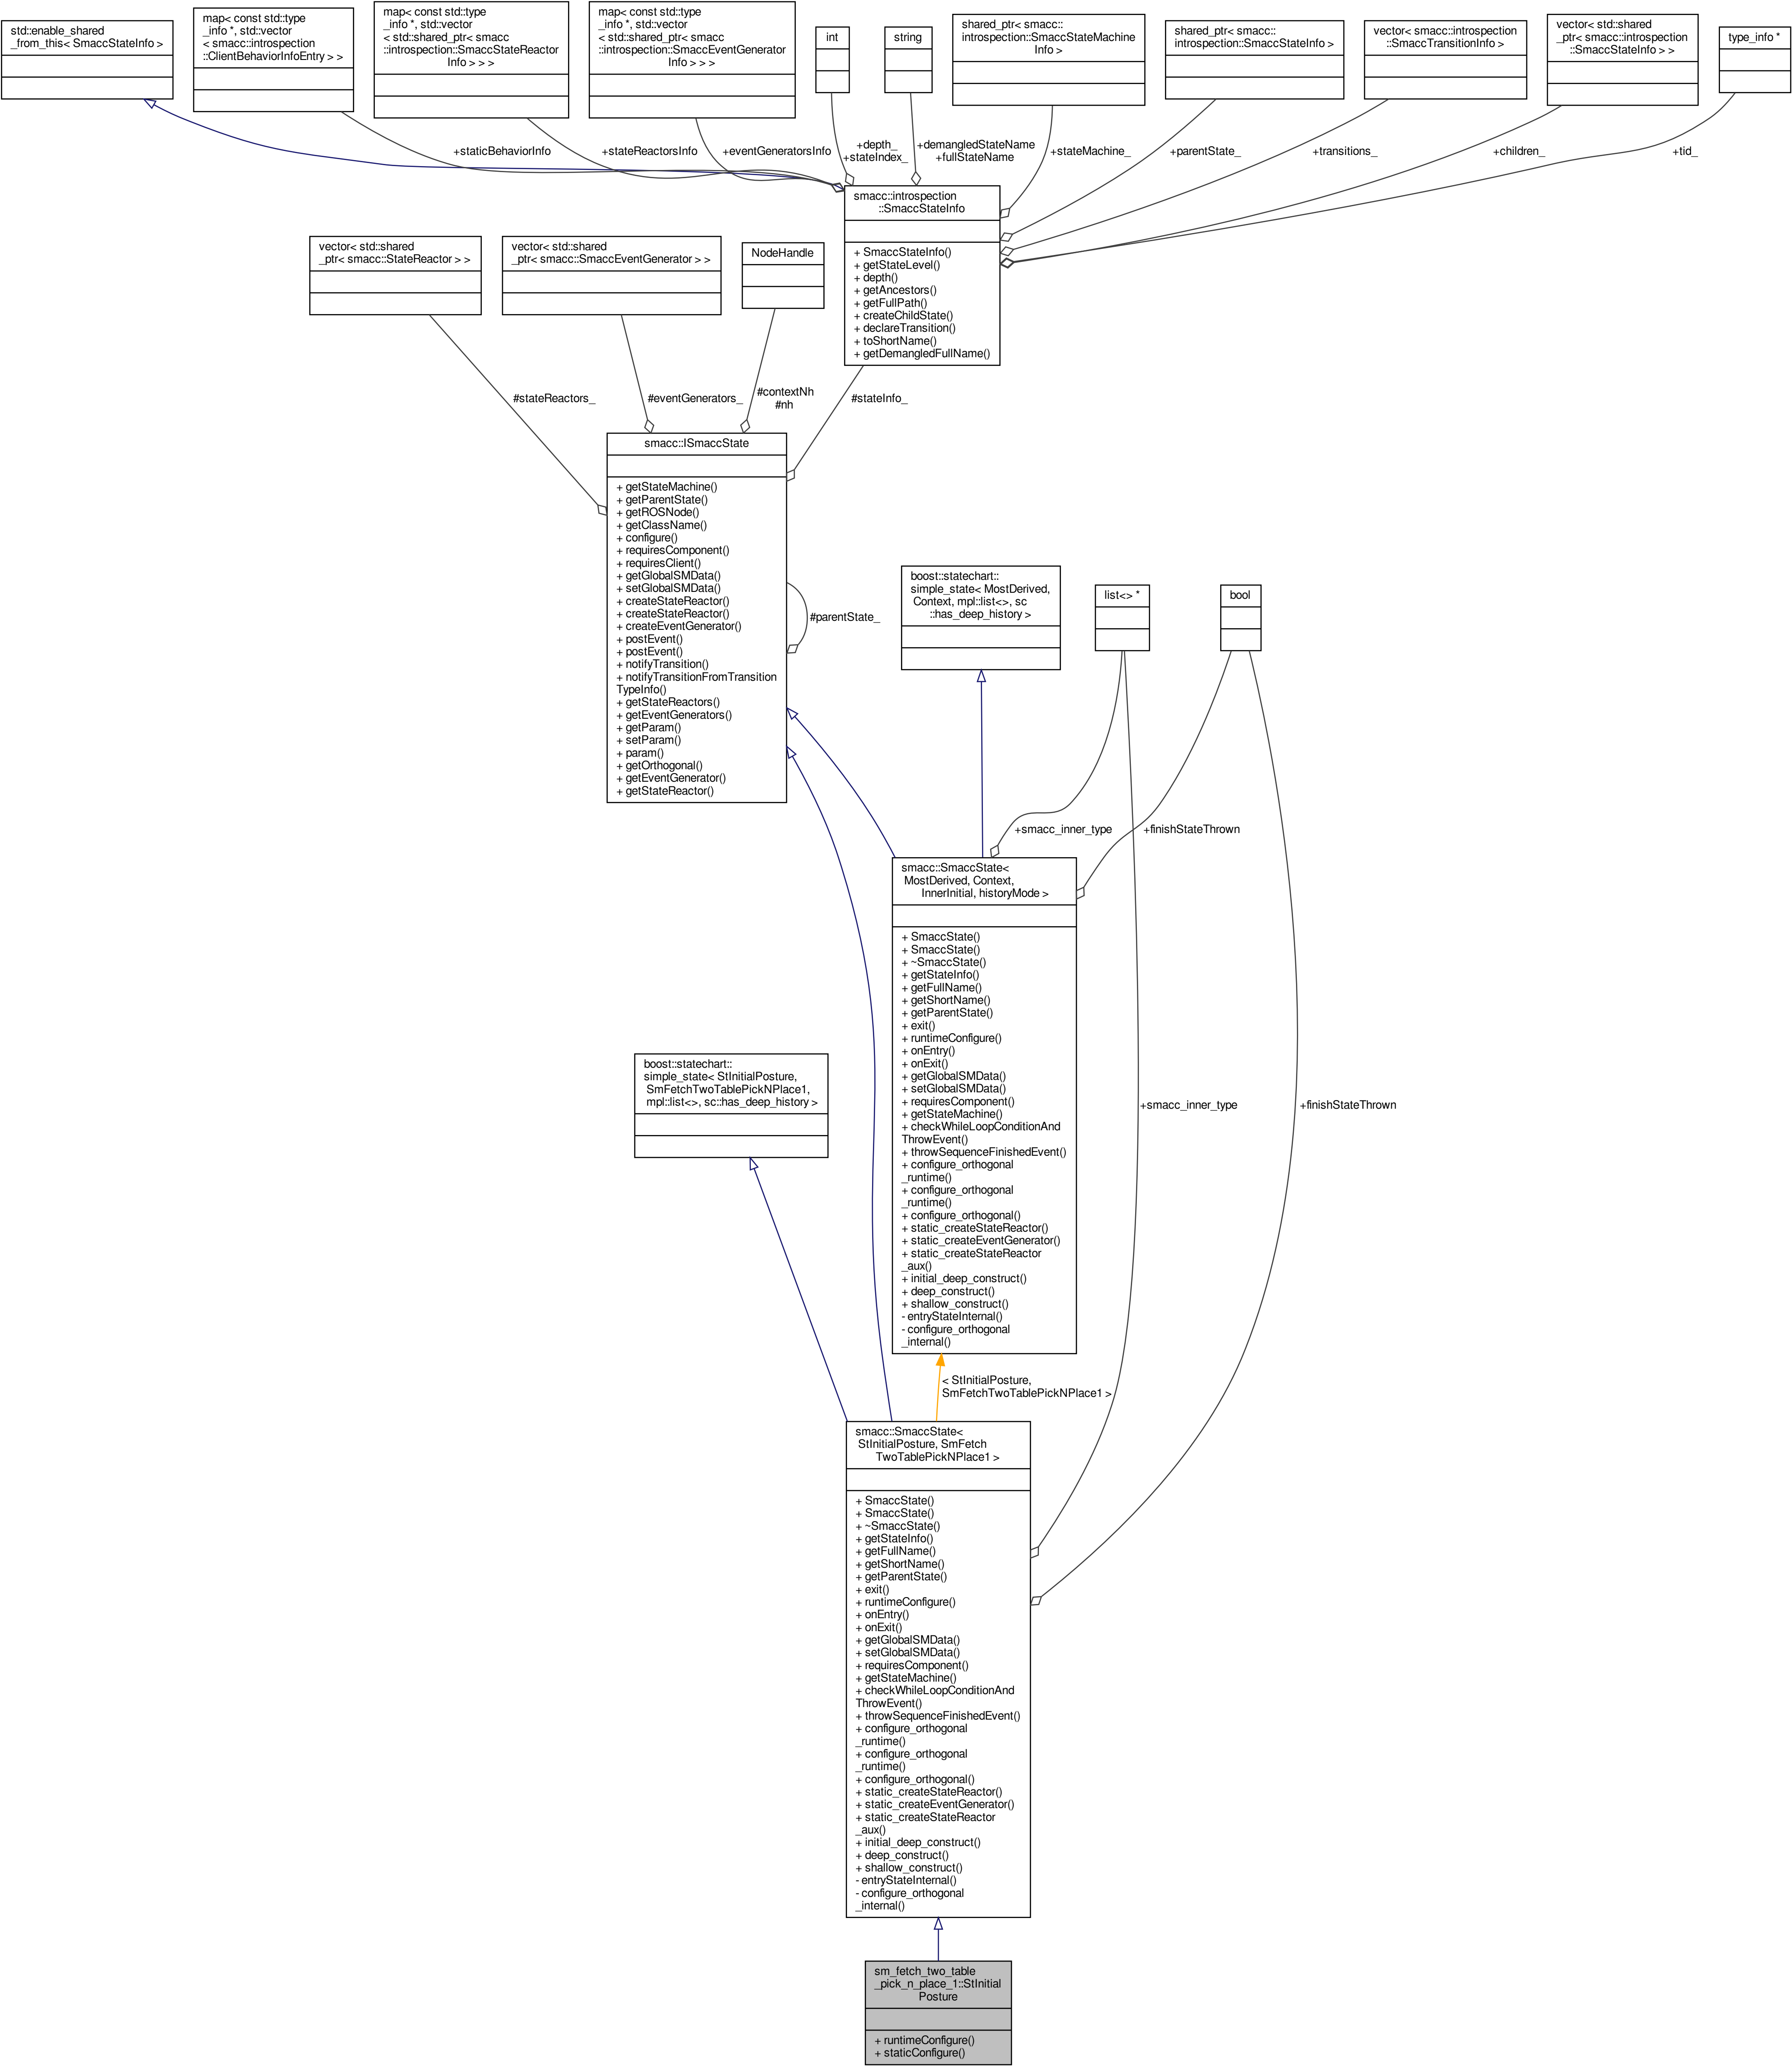 std::enable_shared
_from_this< SmaccStateInfo >
map< const std::type
_info *, std::vector
< smacc::introspection
::ClientBehaviorInfoEntry > >
map< const std::type
_info *, std::vector
< std::shared_ptr< smacc
::introspection::SmaccStateReactor
Info > > >
map< const std::type
_info *, std::vector
< std::shared_ptr< smacc
::introspection::SmaccEventGenerator
Info > > >
int
string
shared_ptr< smacc::
introspection::SmaccStateMachine
Info >
shared_ptr< smacc::
introspection::SmaccStateInfo >
vector< smacc::introspection
::SmaccTransitionInfo >
vector< std::shared
_ptr< smacc::introspection
::SmaccStateInfo > >
type_info *
+staticBehaviorInfo
+stateReactorsInfo
+eventGeneratorsInfo
+depth_
+stateIndex_
+demangledStateName
+fullStateName
+stateMachine_
+parentState_
+transitions_
+children_
+tid_
smacc::introspection
::SmaccStateInfo
+ SmaccStateInfo()
+ getStateLevel()
+ depth()
+ getAncestors()
+ getFullPath()
+ createChildState()
+ declareTransition()
+ toShortName()
+ getDemangledFullName()
vector< std::shared
_ptr< smacc::StateReactor > >
vector< std::shared
_ptr< smacc::SmaccEventGenerator > >
NodeHandle
#stateReactors_
#eventGenerators_
#contextNh
#nh
#stateInfo_
smacc::ISmaccState
+ getStateMachine()
+ getParentState()
+ getROSNode()
+ getClassName()
+ configure()
+ requiresComponent()
+ requiresClient()
+ getGlobalSMData()
+ setGlobalSMData()
+ createStateReactor()
+ createStateReactor()
+ createEventGenerator()
+ postEvent()
+ postEvent()
+ notifyTransition()
+ notifyTransitionFromTransition
TypeInfo()
+ getStateReactors()
+ getEventGenerators()
+ getParam()
+ setParam()
+ param()
+ getOrthogonal()
+ getEventGenerator()
+ getStateReactor()
#parentState_
boost::statechart::
simple_state< MostDerived,
Context, mpl::list<>, sc
::has_deep_history >
list<> *
bool
+smacc_inner_type
+finishStateThrown
smacc::SmaccState<
MostDerived, Context,
InnerInitial, historyMode >
+ SmaccState()
+ SmaccState()
+ ~SmaccState()
+ getStateInfo()
+ getFullName()
+ getShortName()
+ getParentState()
+ exit()
+ runtimeConfigure()
+ onEntry()
+ onExit()
+ getGlobalSMData()
+ setGlobalSMData()
+ requiresComponent()
+ getStateMachine()
+ checkWhileLoopConditionAnd
ThrowEvent()
+ throwSequenceFinishedEvent()
+ configure_orthogonal
_runtime()
+ configure_orthogonal
_runtime()
+ configure_orthogonal()
+ static_createStateReactor()
+ static_createEventGenerator()
+ static_createStateReactor
_aux()
+ initial_deep_construct()
+ deep_construct()
+ shallow_construct()
- entryStateInternal()
- configure_orthogonal
_internal()
boost::statechart::
simple_state< StInitialPosture,
SmFetchTwoTablePickNPlace1,
mpl::list<>, sc::has_deep_history >
+smacc_inner_type
+finishStateThrown
< StInitialPosture,
SmFetchTwoTablePickNPlace1 >
smacc::SmaccState<
StInitialPosture, SmFetch
TwoTablePickNPlace1 >
+ SmaccState()
+ SmaccState()
+ ~SmaccState()
+ getStateInfo()
+ getFullName()
+ getShortName()
+ getParentState()
+ exit()
+ runtimeConfigure()
+ onEntry()
+ onExit()
+ getGlobalSMData()
+ setGlobalSMData()
+ requiresComponent()
+ getStateMachine()
+ checkWhileLoopConditionAnd
ThrowEvent()
+ throwSequenceFinishedEvent()
+ configure_orthogonal
_runtime()
+ configure_orthogonal
_runtime()
+ configure_orthogonal()
+ static_createStateReactor()
+ static_createEventGenerator()
+ static_createStateReactor
_aux()
+ initial_deep_construct()
+ deep_construct()
+ shallow_construct()
- entryStateInternal()
- configure_orthogonal
_internal()
sm_fetch_two_table
_pick_n_place_1::StInitial
Posture
+ runtimeConfigure()
+ staticConfigure()